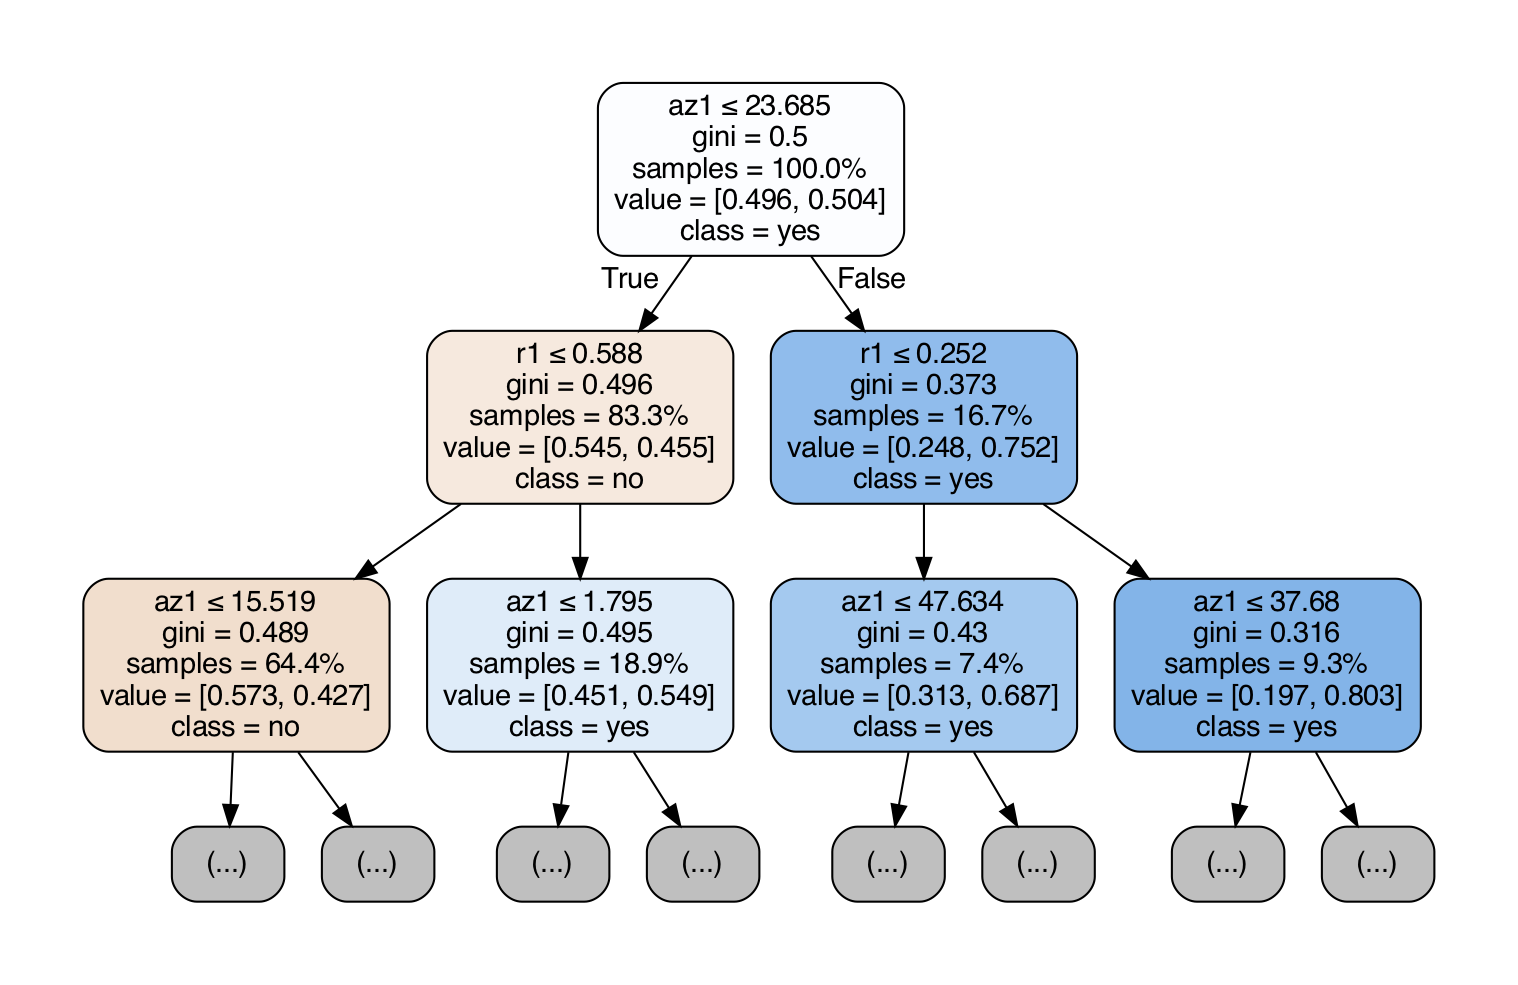 az1 ≤ 23.685
gini = 0.5
samples = 100.0%
value = [0.496, 0.504]
class = yes
True
False
r1 ≤ 0.588
gini = 0.496
samples = 83.3%
value = [0.545, 0.455]
class = no
r1 ≤ 0.252
gini = 0.373
samples = 16.7%
value = [0.248, 0.752]
class = yes
az1 ≤ 15.519
gini = 0.489
samples = 64.4%
value = [0.573, 0.427]
class = no
az1 ≤ 1.795
gini = 0.495
samples = 18.9%
value = [0.451, 0.549]
class = yes
az1 ≤ 47.634
gini = 0.43
samples = 7.4%
value = [0.313, 0.687]
class = yes
az1 ≤ 37.68
gini = 0.316
samples = 9.3%
value = [0.197, 0.803]
class = yes
(...)
(...)
(...)
(...)
(...)
(...)
(...)
(...)